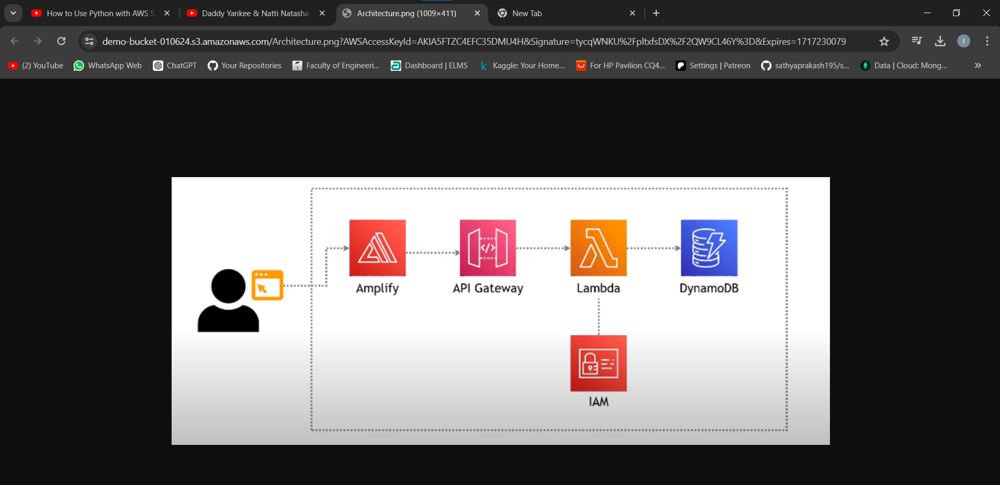 How to Use Python with AWS S
Daddy Yankee & Natti Natasha
Architecture.png (1009×411)
New Tab
demo-bucket-010624.s3.amazonaws.com/Architecture.png?AWSAccessKeyId=AKIA5FTZC4EFC35DMU4H&Signature=tycqWNKU%2FpltxfsDX%2F2QW9CL46Y%3D&Expires=1717230079
I
(2) YouTube
WhatsApp Web
ChatGPT
Your Repositories
Faculty of Engineeri...
Dashboard | ELMS
Kaggle: Your Home...
For HP Pavilion CQ4...
Settings | Patreon
sathyaprakash195/s...
Data | Cloud: Mong...
Amplify
API Gateway
Lambda
DynamoDB
IAM